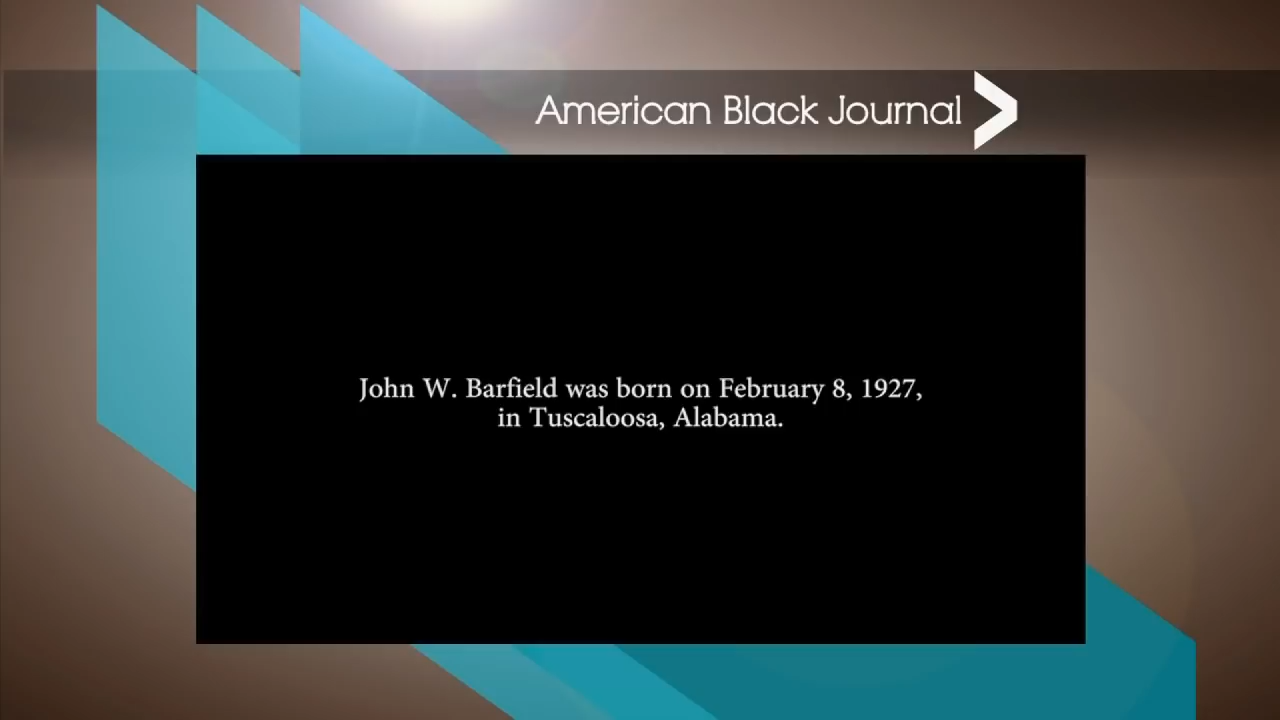 American Black Journal
John W. Barfield was born on February 8, 1927,
in Tuscaloosa, Alabama.